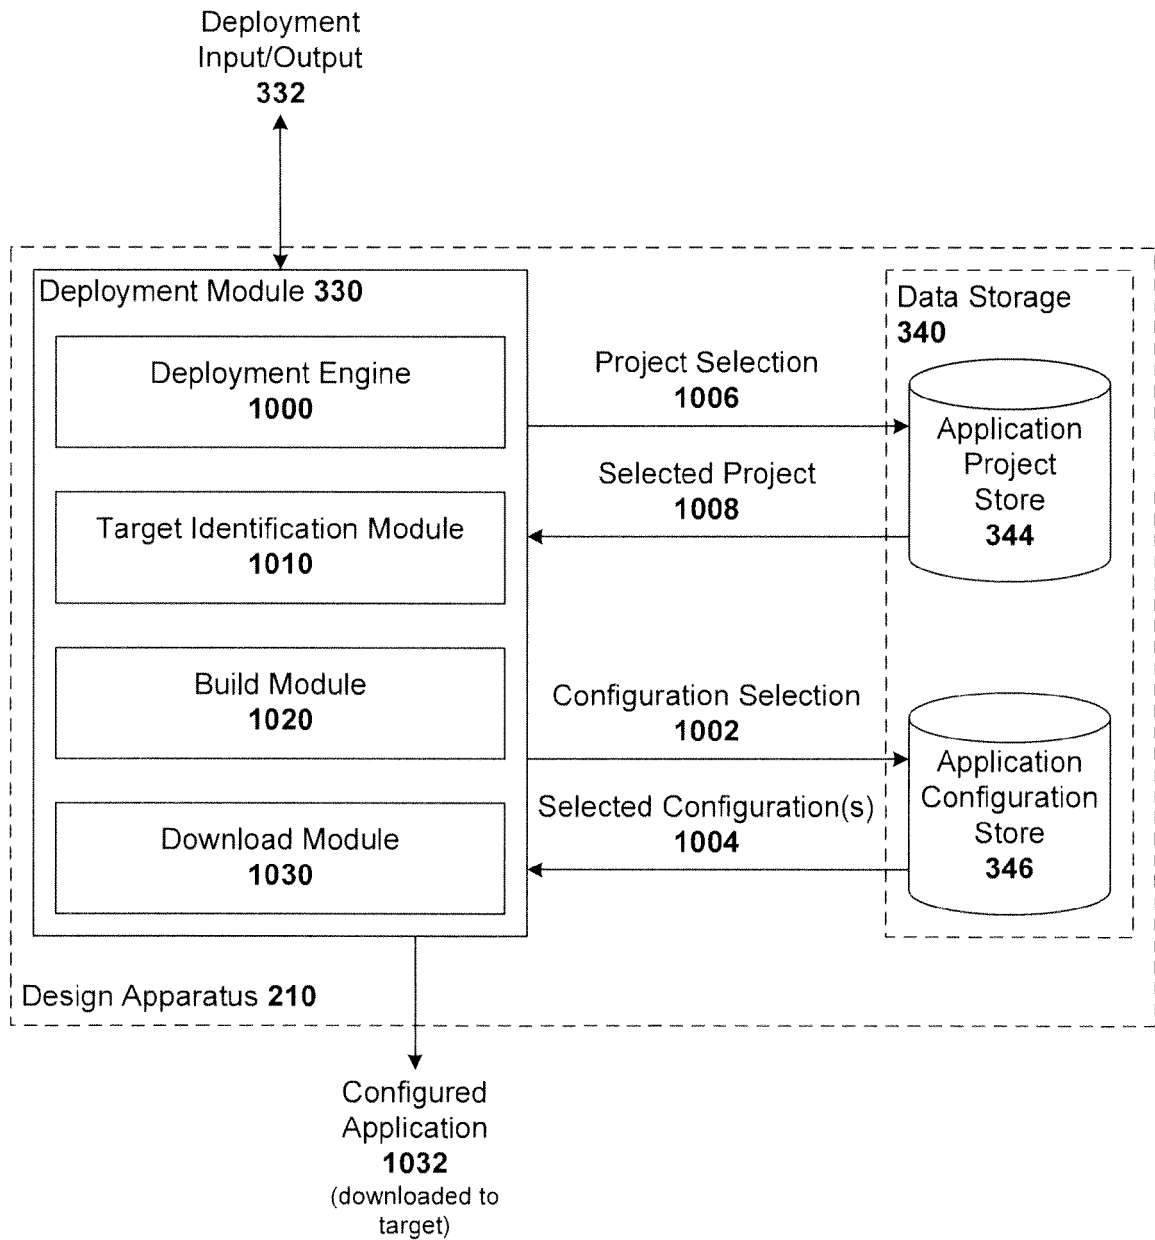 Deployment
Input/Output
332
Deployment Module 330
Deployment Engine
1000
Target Identification Module
1010
Build Module
1020
Download Module
1030
Project Selection
1006
Selected Project
1008
Configuration Selection
1002
Selected Configuration(s)
1004
Data Storage
340
Application
Project
Store
344
Application
Configuration
Store
346
Design Apparatus 210
Configured
Application
1032
(downloaded to
target)